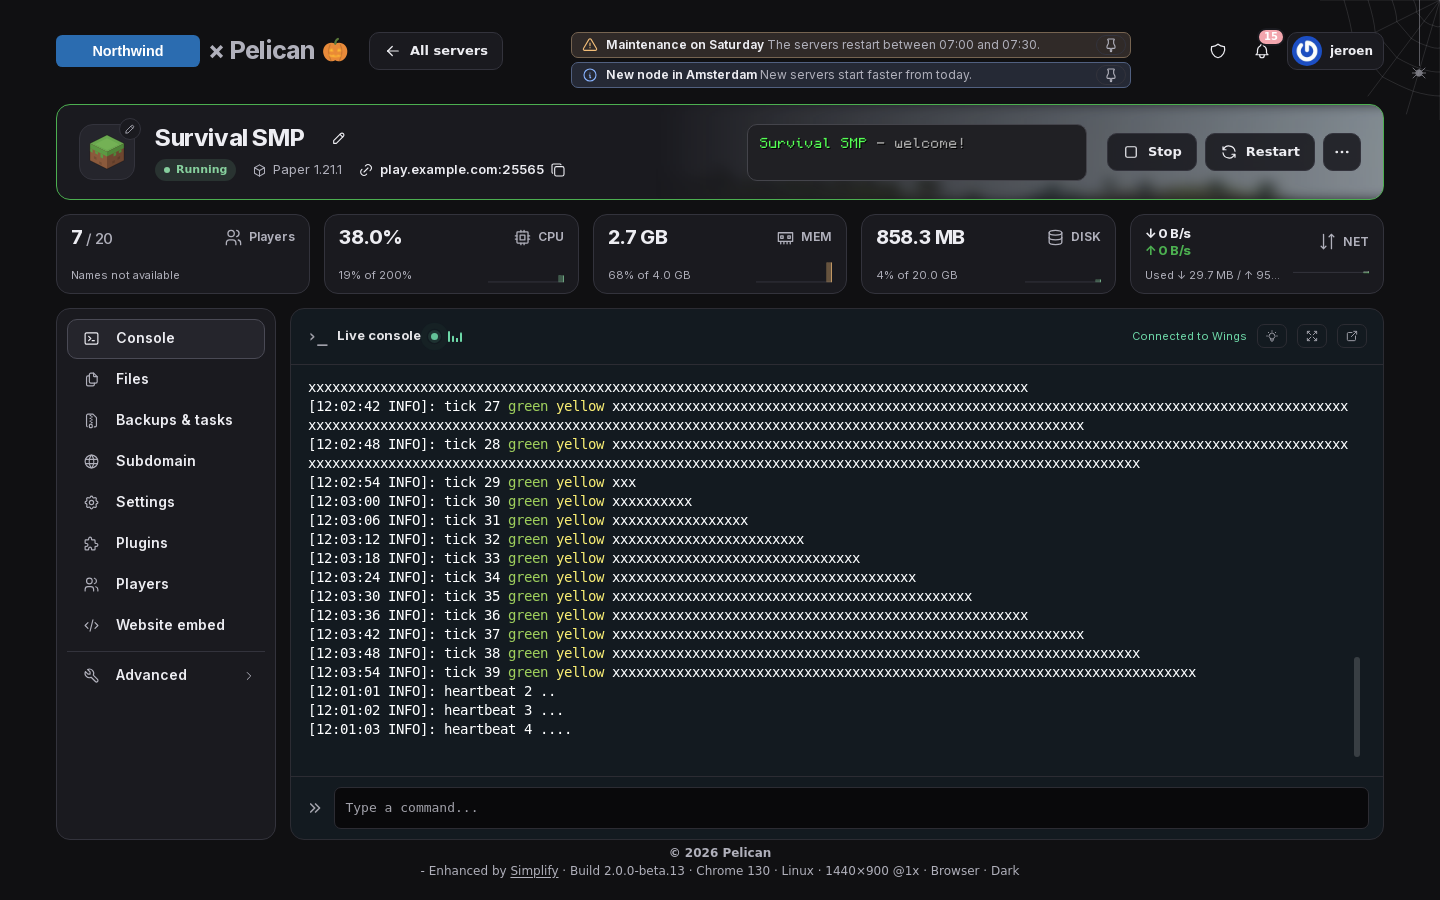 Northwind × Pelican 🎃
All servers
Maintenance on Saturday The servers restart between 07:00 and 07:30.
New node in Amsterdam New servers start faster from today.
15
jeroen
Survival SMP
Running
Paper 1.21.1
play.example.com:25565
Survival SMP - welcome!
Stop
Restart
7 / 20
Players
Names not available
38.0%
CPU
19% of 200%
2.7 GB
MEM
68% of 4.0 GB
858.3 MB
DISK
4% of 20.0 GB
↓ 0 B/s
↑ 0 B/s
NET
Used ↓ 29.7 MB / ↑ 95...
Console
Files
Backups & tasks
Subdomain
Settings
Plugins
Players
Website embed
Advanced
Live console
Connected to Wings
xxxxxxxxxxxxxxxxxxxxxxxxxxxxxxxxxxxxxxxxxxxxxxxxxxxxxxxxxxxxxxxxxxxxxxxxxxxxxxxxxxxxxxxxxx
[12:02:42 INFO]: tick 27 green yellow xxxxxxxxxxxxxxxxxxxxxxxxxxxxxxxxxxxxxxxxxxxxxxxxxxxxxxxxxxxxxxxxxxxxxxxxxxxxxxxxxxxxxxxxxxxx
xxxxxxxxxxxxxxxxxxxxxxxxxxxxxxxxxxxxxxxxxxxxxxxxxxxxxxxxxxxxxxxxxxxxxxxxxxxxxxxxxxxxxxxxxxxxxxxxx
[12:02:48 INFO]: tick 28 green yellow xxxxxxxxxxxxxxxxxxxxxxxxxxxxxxxxxxxxxxxxxxxxxxxxxxxxxxxxxxxxxxxxxxxxxxxxxxxxxxxxxxxxxxxxxxxx
xxxxxxxxxxxxxxxxxxxxxxxxxxxxxxxxxxxxxxxxxxxxxxxxxxxxxxxxxxxxxxxxxxxxxxxxxxxxxxxxxxxxxxxxxxxxxxxxxxxxxxxx
[12:02:54 INFO]: tick 29 green yellow xxx
[12:03:00 INFO]: tick 30 green yellow xxxxxxxxxx
[12:03:06 INFO]: tick 31 green yellow xxxxxxxxxxxxxxxxx
[12:03:12 INFO]: tick 32 green yellow xxxxxxxxxxxxxxxxxxxxxxxx
[12:03:18 INFO]: tick 33 green yellow xxxxxxxxxxxxxxxxxxxxxxxxxxxxxxx
[12:03:24 INFO]: tick 34 green yellow xxxxxxxxxxxxxxxxxxxxxxxxxxxxxxxxxxxxxx
[12:03:30 INFO]: tick 35 green yellow xxxxxxxxxxxxxxxxxxxxxxxxxxxxxxxxxxxxxxxxxxxxx
[12:03:36 INFO]: tick 36 green yellow xxxxxxxxxxxxxxxxxxxxxxxxxxxxxxxxxxxxxxxxxxxxxxxxxxxx
[12:03:42 INFO]: tick 37 green yellow xxxxxxxxxxxxxxxxxxxxxxxxxxxxxxxxxxxxxxxxxxxxxxxxxxxxxxxxxxx
[12:03:48 INFO]: tick 38 green yellow xxxxxxxxxxxxxxxxxxxxxxxxxxxxxxxxxxxxxxxxxxxxxxxxxxxxxxxxxxxxxxxxxx
[12:03:54 INFO]: tick 39 green yellow xxxxxxxxxxxxxxxxxxxxxxxxxxxxxxxxxxxxxxxxxxxxxxxxxxxxxxxxxxxxxxxxxxxxxxxxx
[12:01:01 INFO]: heartbeat 2 ..
[12:01:02 INFO]: heartbeat 3 ...
[12:01:03 INFO]: heartbeat 4 ....
Type a command...
© 2026 Pelican
- Enhanced by Simplify · Build 2.0.0-beta.13 · Chrome 130 · Linux · 1440×900 @1x · Browser · Dark